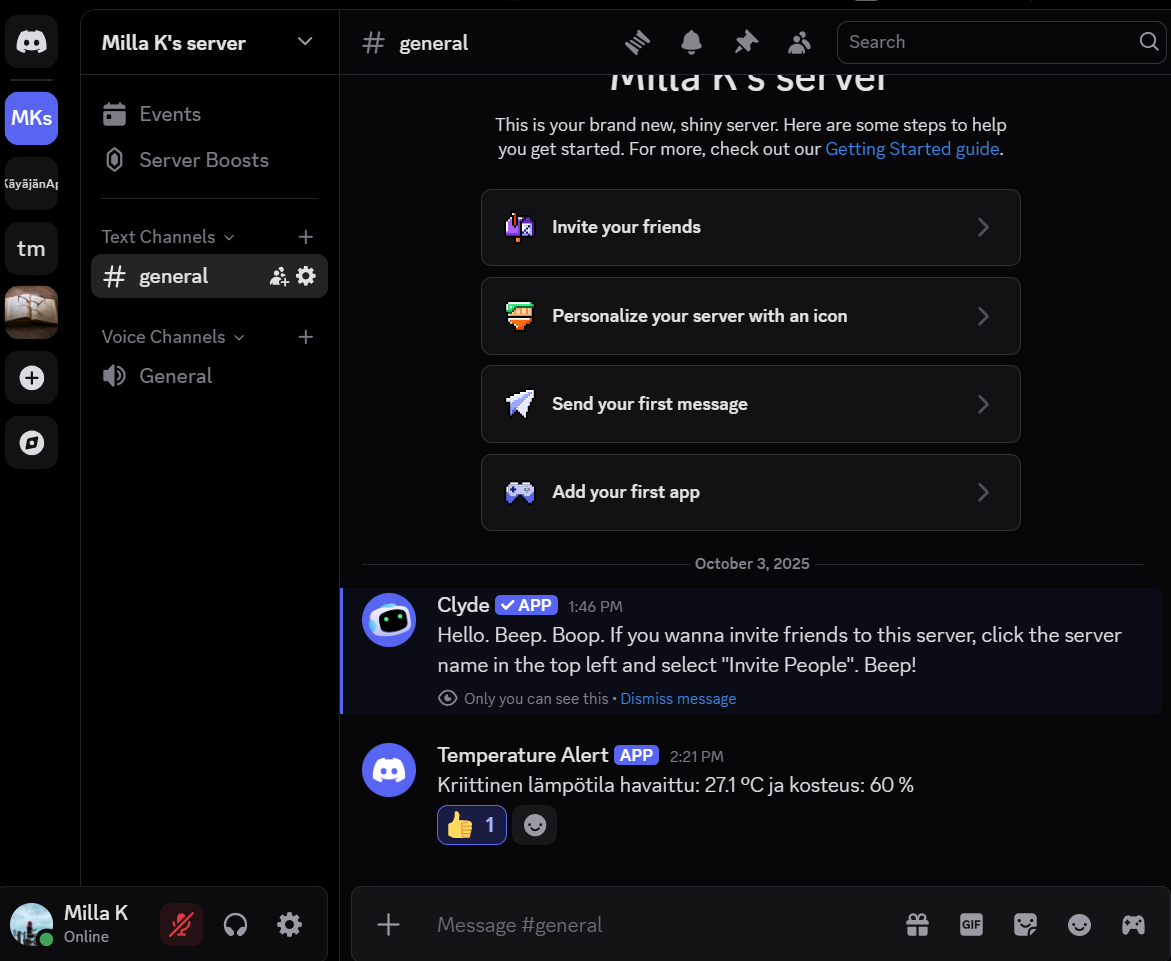 Milla K's server
general
Search
MKs
KäyäjänAp
tm
Events
Server Boosts
Text Channels
general
Voice Channels
General
Milla K's server
This is your brand new, shiny server. Here are some steps to help
you get started. For more, check out our Getting Started guide.
Invite your friends
Personalize your server with an icon
Send your first message
Add your first app
October 3, 2025
Clyde APP 1:46 PM
Hello. Beep. Boop. If you wanna invite friends to this server, click the server
name in the top left and select "Invite People". Beep!
Only you can see this • Dismiss message
Temperature Alert APP 2:21 PM
Kriittinen lämpötila havaittu: 27.1 ºC ja kosteus: 60 %
1
Milla K
Online
Message #general
GIF